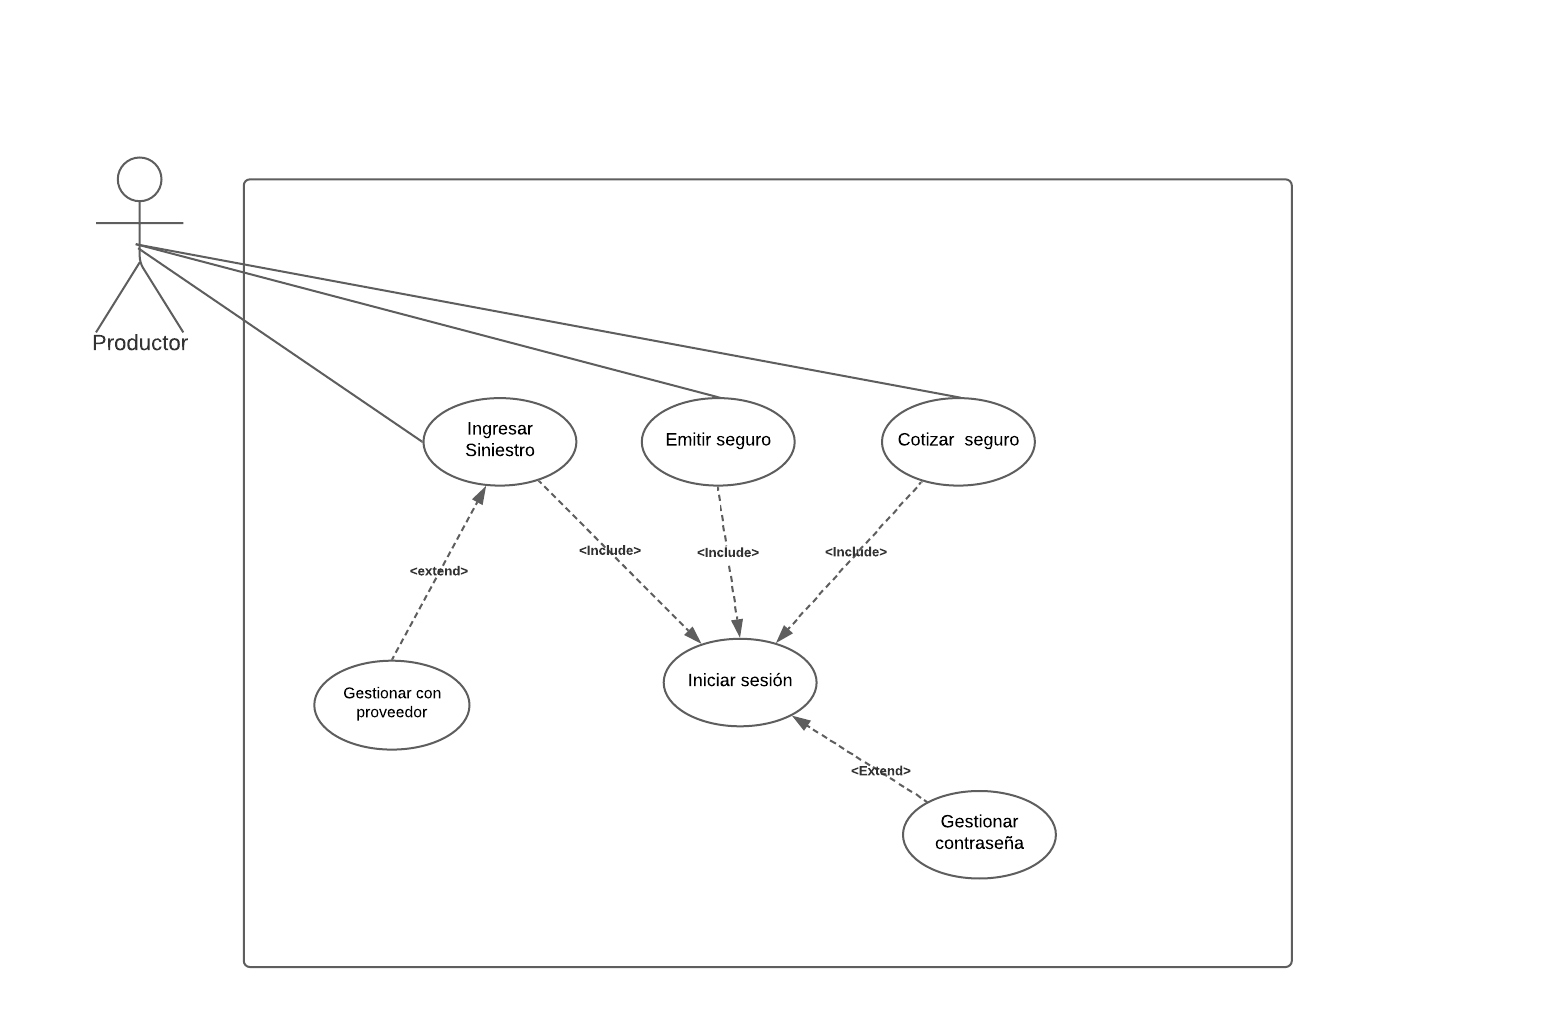 Productor
Ingresar
Siniestro
Emitir seguro
Cotizar  seguro
<extend>
<Include>
<Include>
<Include>
Gestionar con
proveedor
Iniciar sesión
<Extend>
Gestionar
contraseña